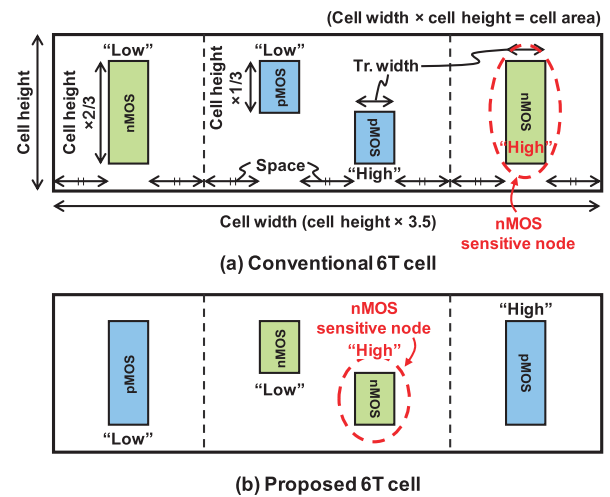 (Cell width × cell height = cell area)
"Low"
"Low"
Cell height
Cell height
×2/3
nMOS
Cell height
×1/3
pMOS
Tr. width
pMOS
"High"
nMOS
"High"
Space
Cell width (cell height × 3.5)
nMOS
sensitive node
(a) Conventional 6T cell
pMOS
"Low"
nMOS
"Low"
nMOS
sensitive node
"High"
nMOS
"High"
pMOS
(b) Proposed 6T cell